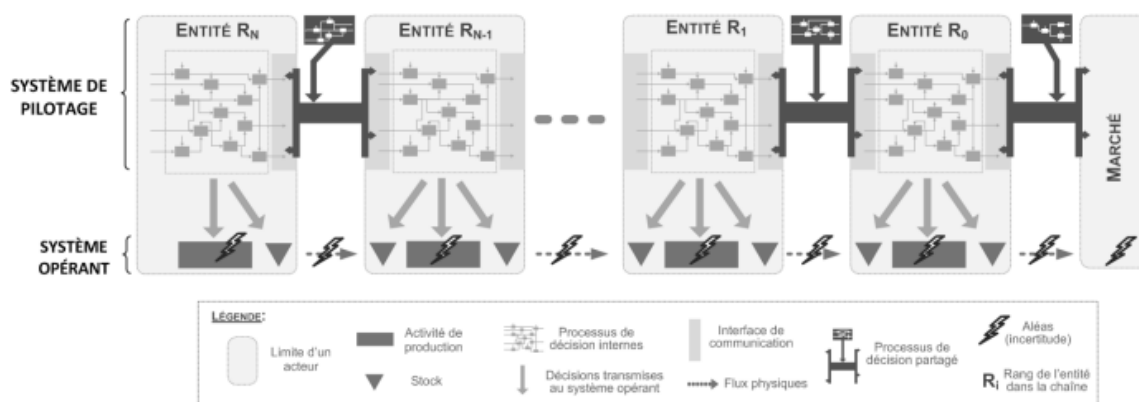 ENTITÉ RN
ENTITÉ RN-1
ENTITÉ R1
ENTITÉ R0
SYSTÈME DE
PILOTAGE
MARCHÉ
SYSTÈME
OPÉRANT
LÉGENDE:
Limite d'un
acteur
Activité de
production
Stock
Processus de
décision internes
Décisions transmises
au système opérant
Interface de
communication
Flux physiques
Processus de
décision partagé
Aléas
(incertitude)
Ri Rang de l'entité
dans la chaîne